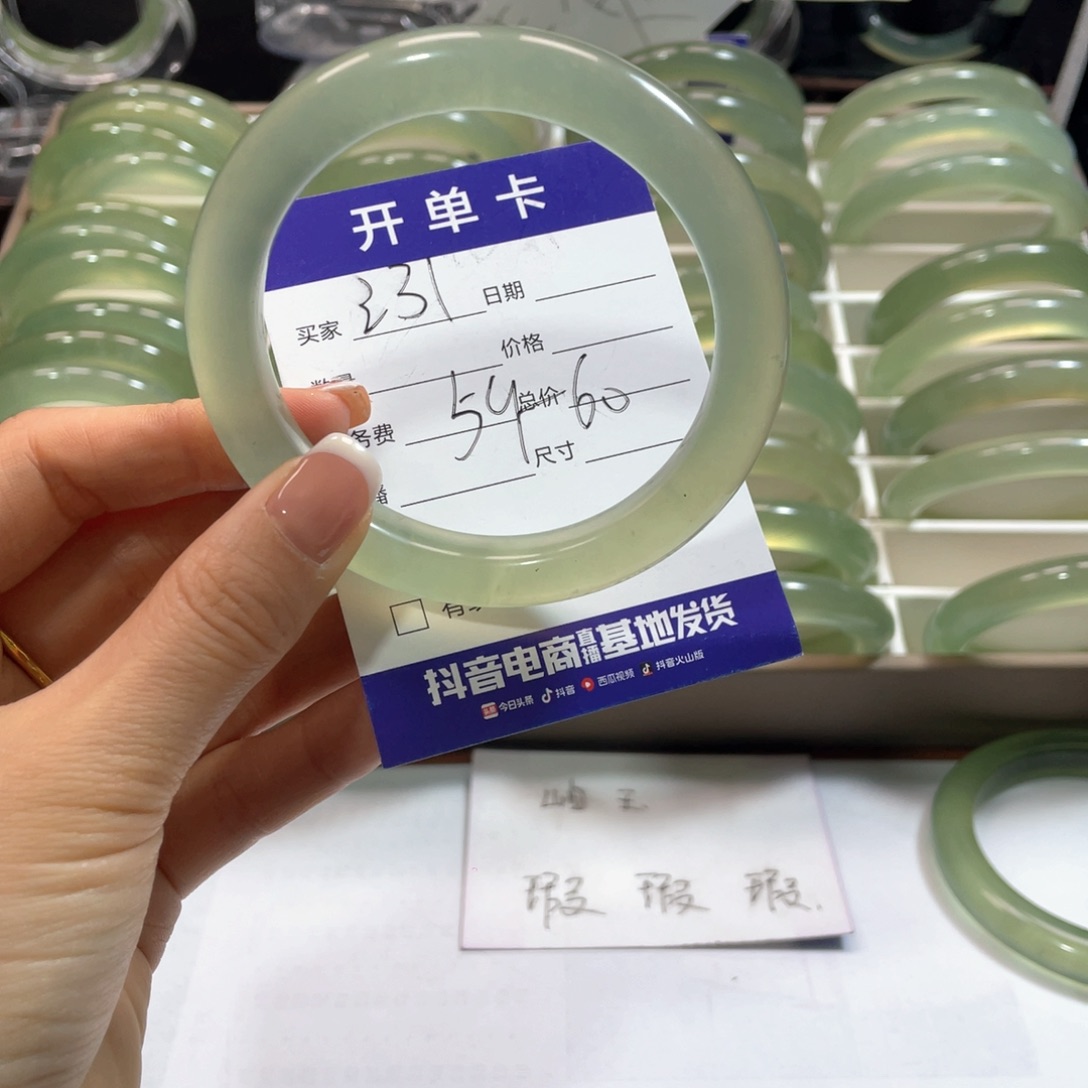 开单卡
买家 231 日期
价格
务费 54 总价 60
尺寸
抖音电商直播基地发货
今日头条 抖音 西瓜视频 抖音火山版
岫玉
瑕 瑕 瑕.